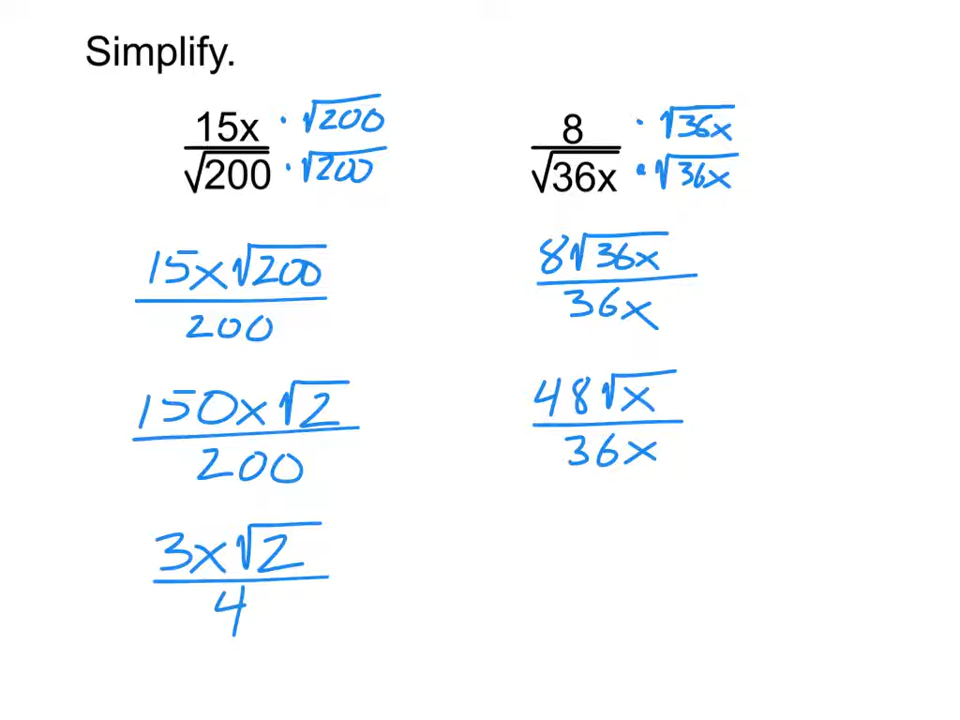 Simplify.
15x · √200
√200 · √200
15x√200
200
150x√2
200
3x√2
4
8 · √36x
√36x · √36x
8√36x
36x
48√x
36x